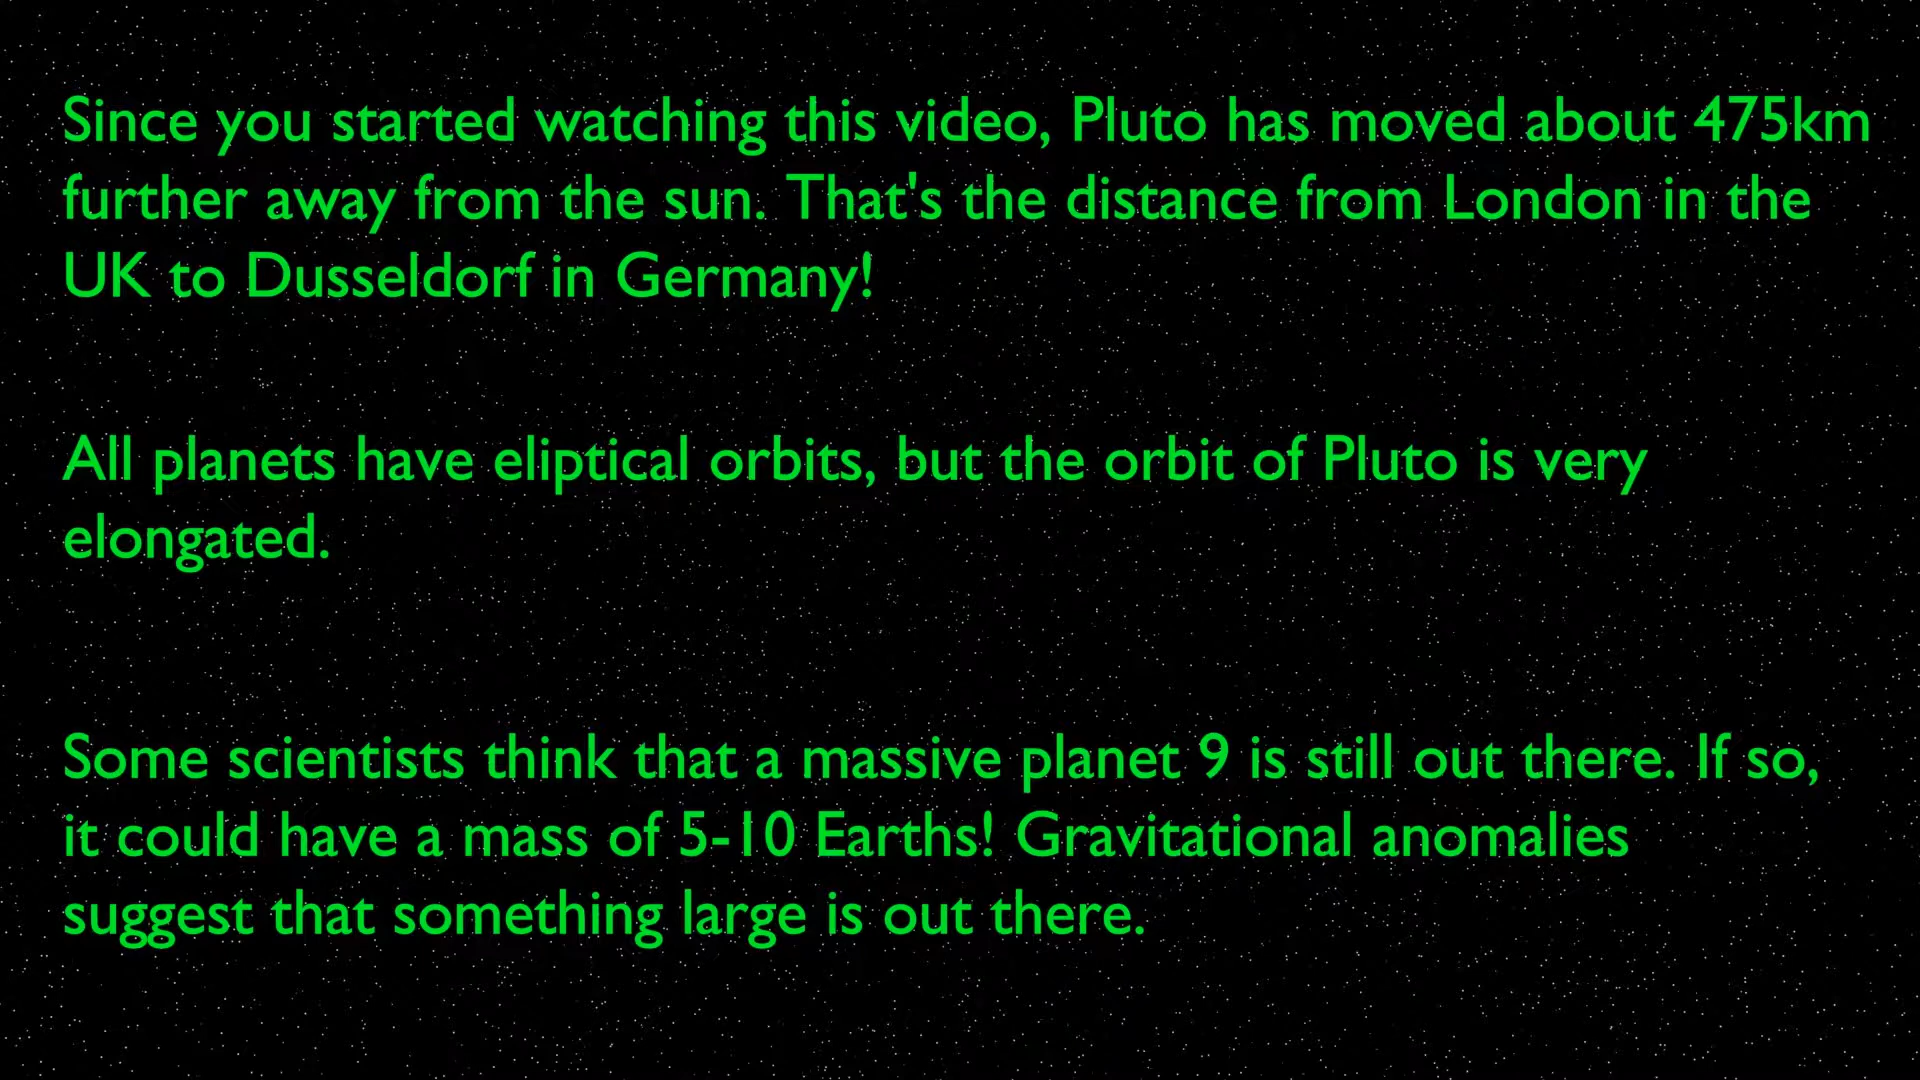 Since you started watching this video, Pluto has moved about 475km
further away from the sun. That's the distance from London in the
UK to Dusseldorf in Germany!
All planets have eliptical orbits, but the orbit of Pluto is very
elongated.
Some scientists think that a massive planet 9 is still out there. If so,
it could have a mass of 5-10 Earths! Gravitational anomalies
suggest that something large is out there.